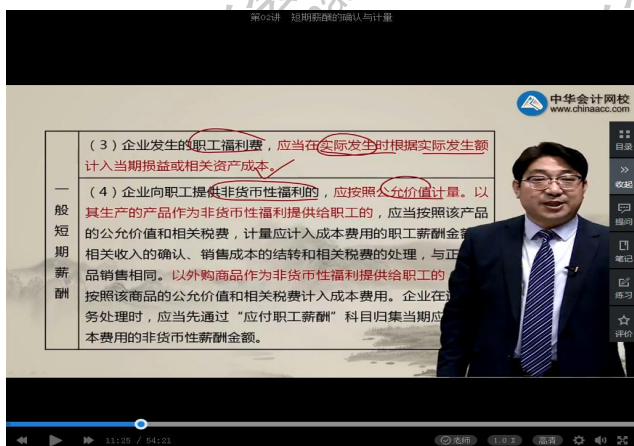 第02讲 短期薪酬的确认与计量
中华会计网校
www.chinaacc.com
(3)企业发生的职工福利费，应当在实际发生时根据实际发生额
计入当期损益或相关资产成本。
(4)企业向职工提供非货币性福利的，应按照公允价值计量。以
其生产的产品作为非货币性福利提供给职工的，应当按照该产品
的公允价值和相关税费，计量应计入成本费用的职工薪酬金
相关收入的确认、销售成本的结转和相关税费的处理，与正
品销售相同。以外购商品作为非货币性福利提供给职工的
按照该商品的公允价值和相关税费计入成本费用。企业在
务处理时，应当先通过“应付职工薪酬”科目归集当期应
本费用的非货币性薪酬金额。
一般短期薪酬
目录
收起
提问
笔记
练习
评价
11:25 / 54:21
老师
1.0 X
高清